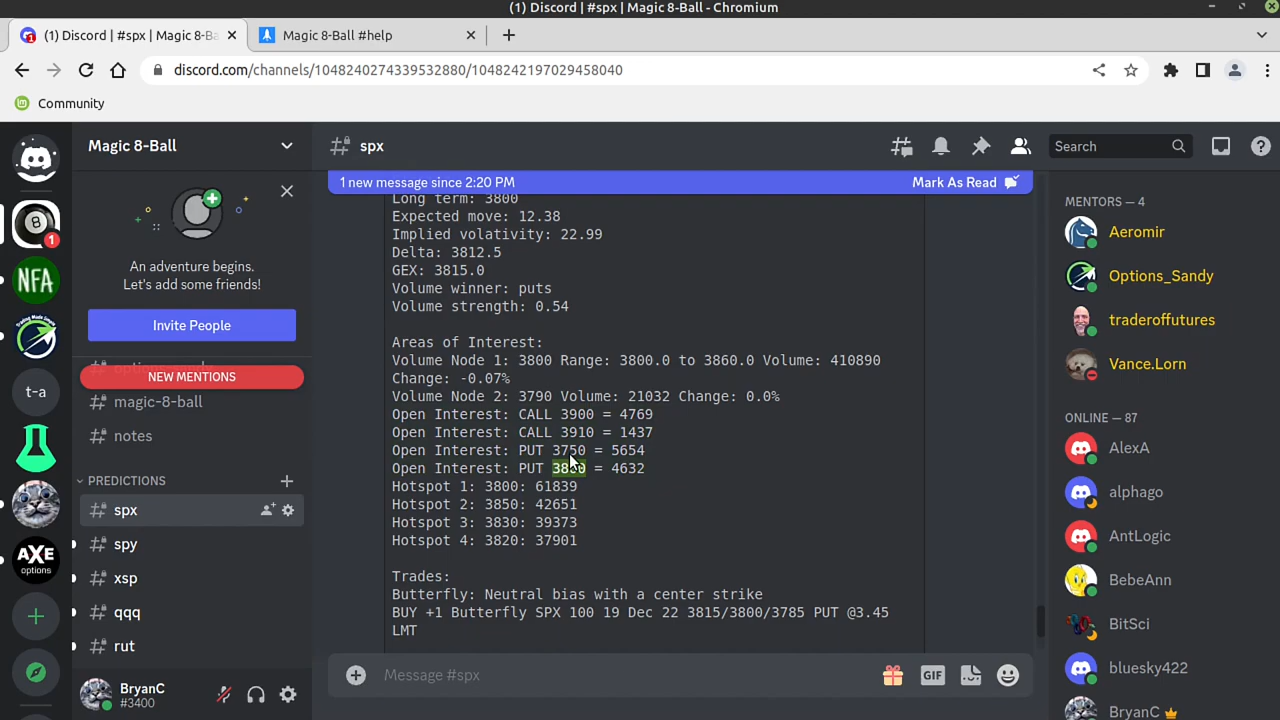 (1) Discord | #spx | Magic 8-Ball - Chromium
(1) Discord | #spx | Magic 8-Ba
Magic 8-Ball #help
discord.com/channels/1048240274339532880/1048242197029458040
Community
Magic 8-Ball
An adventure begins.
Let's add some friends!
Invite People
NEW MENTIONS
magic-8-ball
notes
PREDICTIONS
spx
spy
xsp
qqq
rut
BryanC
#3400
8
1
NFA
t-a
AXE
options
spx
Search
1 new message since 2:20 PM
Mark As Read
Long term: 3800
Expected move: 12.38
Implied volativity: 22.99
Delta: 3812.5
GEX: 3815.0
Volume winner: puts
Volume strength: 0.54
Areas of Interest:
Volume Node 1: 3800 Range: 3800.0 to 3860.0 Volume: 410890
Change: -0.07%
Volume Node 2: 3790 Volume: 21032 Change: 0.0%
Open Interest: CALL 3900 = 4769
Open Interest: CALL 3910 = 1437
Open Interest: PUT 3750 = 5654
Open Interest: PUT = 4632
Hotspot 1: 3800: 61839
Hotspot 2: 3850: 42651
Hotspot 3: 3830: 39373
Hotspot 4: 3820: 37901
Trades:
Butterfly: Neutral bias with a center strike
BUY +1 Butterfly SPX 100 19 Dec 22 3815/3800/3785 PUT @3.45
LMT
Message #spx
GIF
MENTORS — 4
Aeromir
Options_Sandy
traderoffutures
Vance.Lorn
ONLINE — 87
AlexA
alphago
AntLogic
BebeAnn
BitSci
bluesky422
BryanC